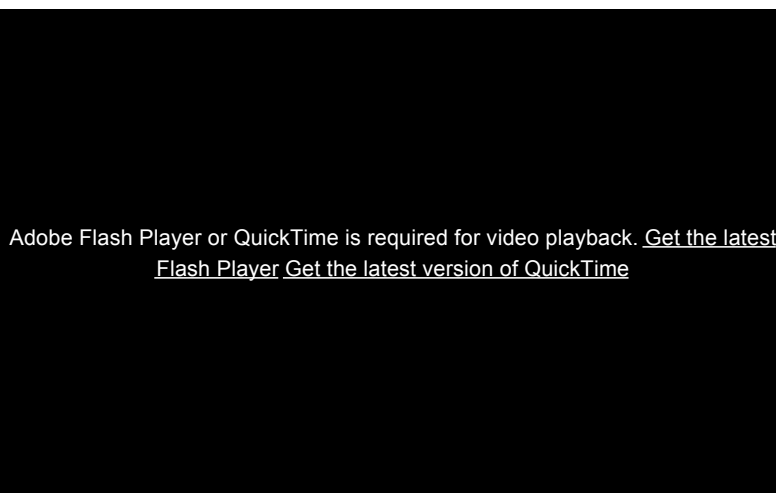 Adobe Flash Player or QuickTime is required for video playback. Get the latest
Flash Player Get the latest version of QuickTime